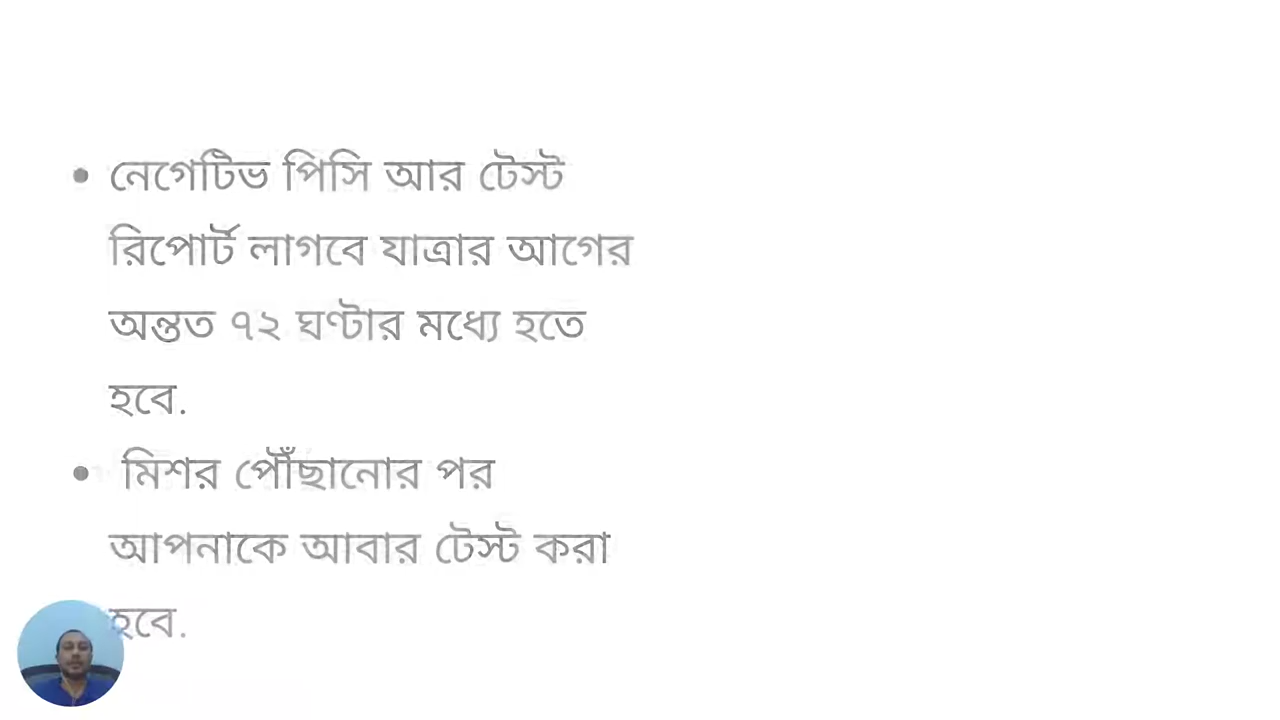 • নেগেটিভ পিসি আর টেস্ট
রিপোর্ট লাগবে যাত্রার আগের
অন্তত ৭২ ঘণ্টার মধ্যে হতে
হবে.
• মিশর পৌঁছানোর পর
আপনাকে আবার টেস্ট করা
হবে.